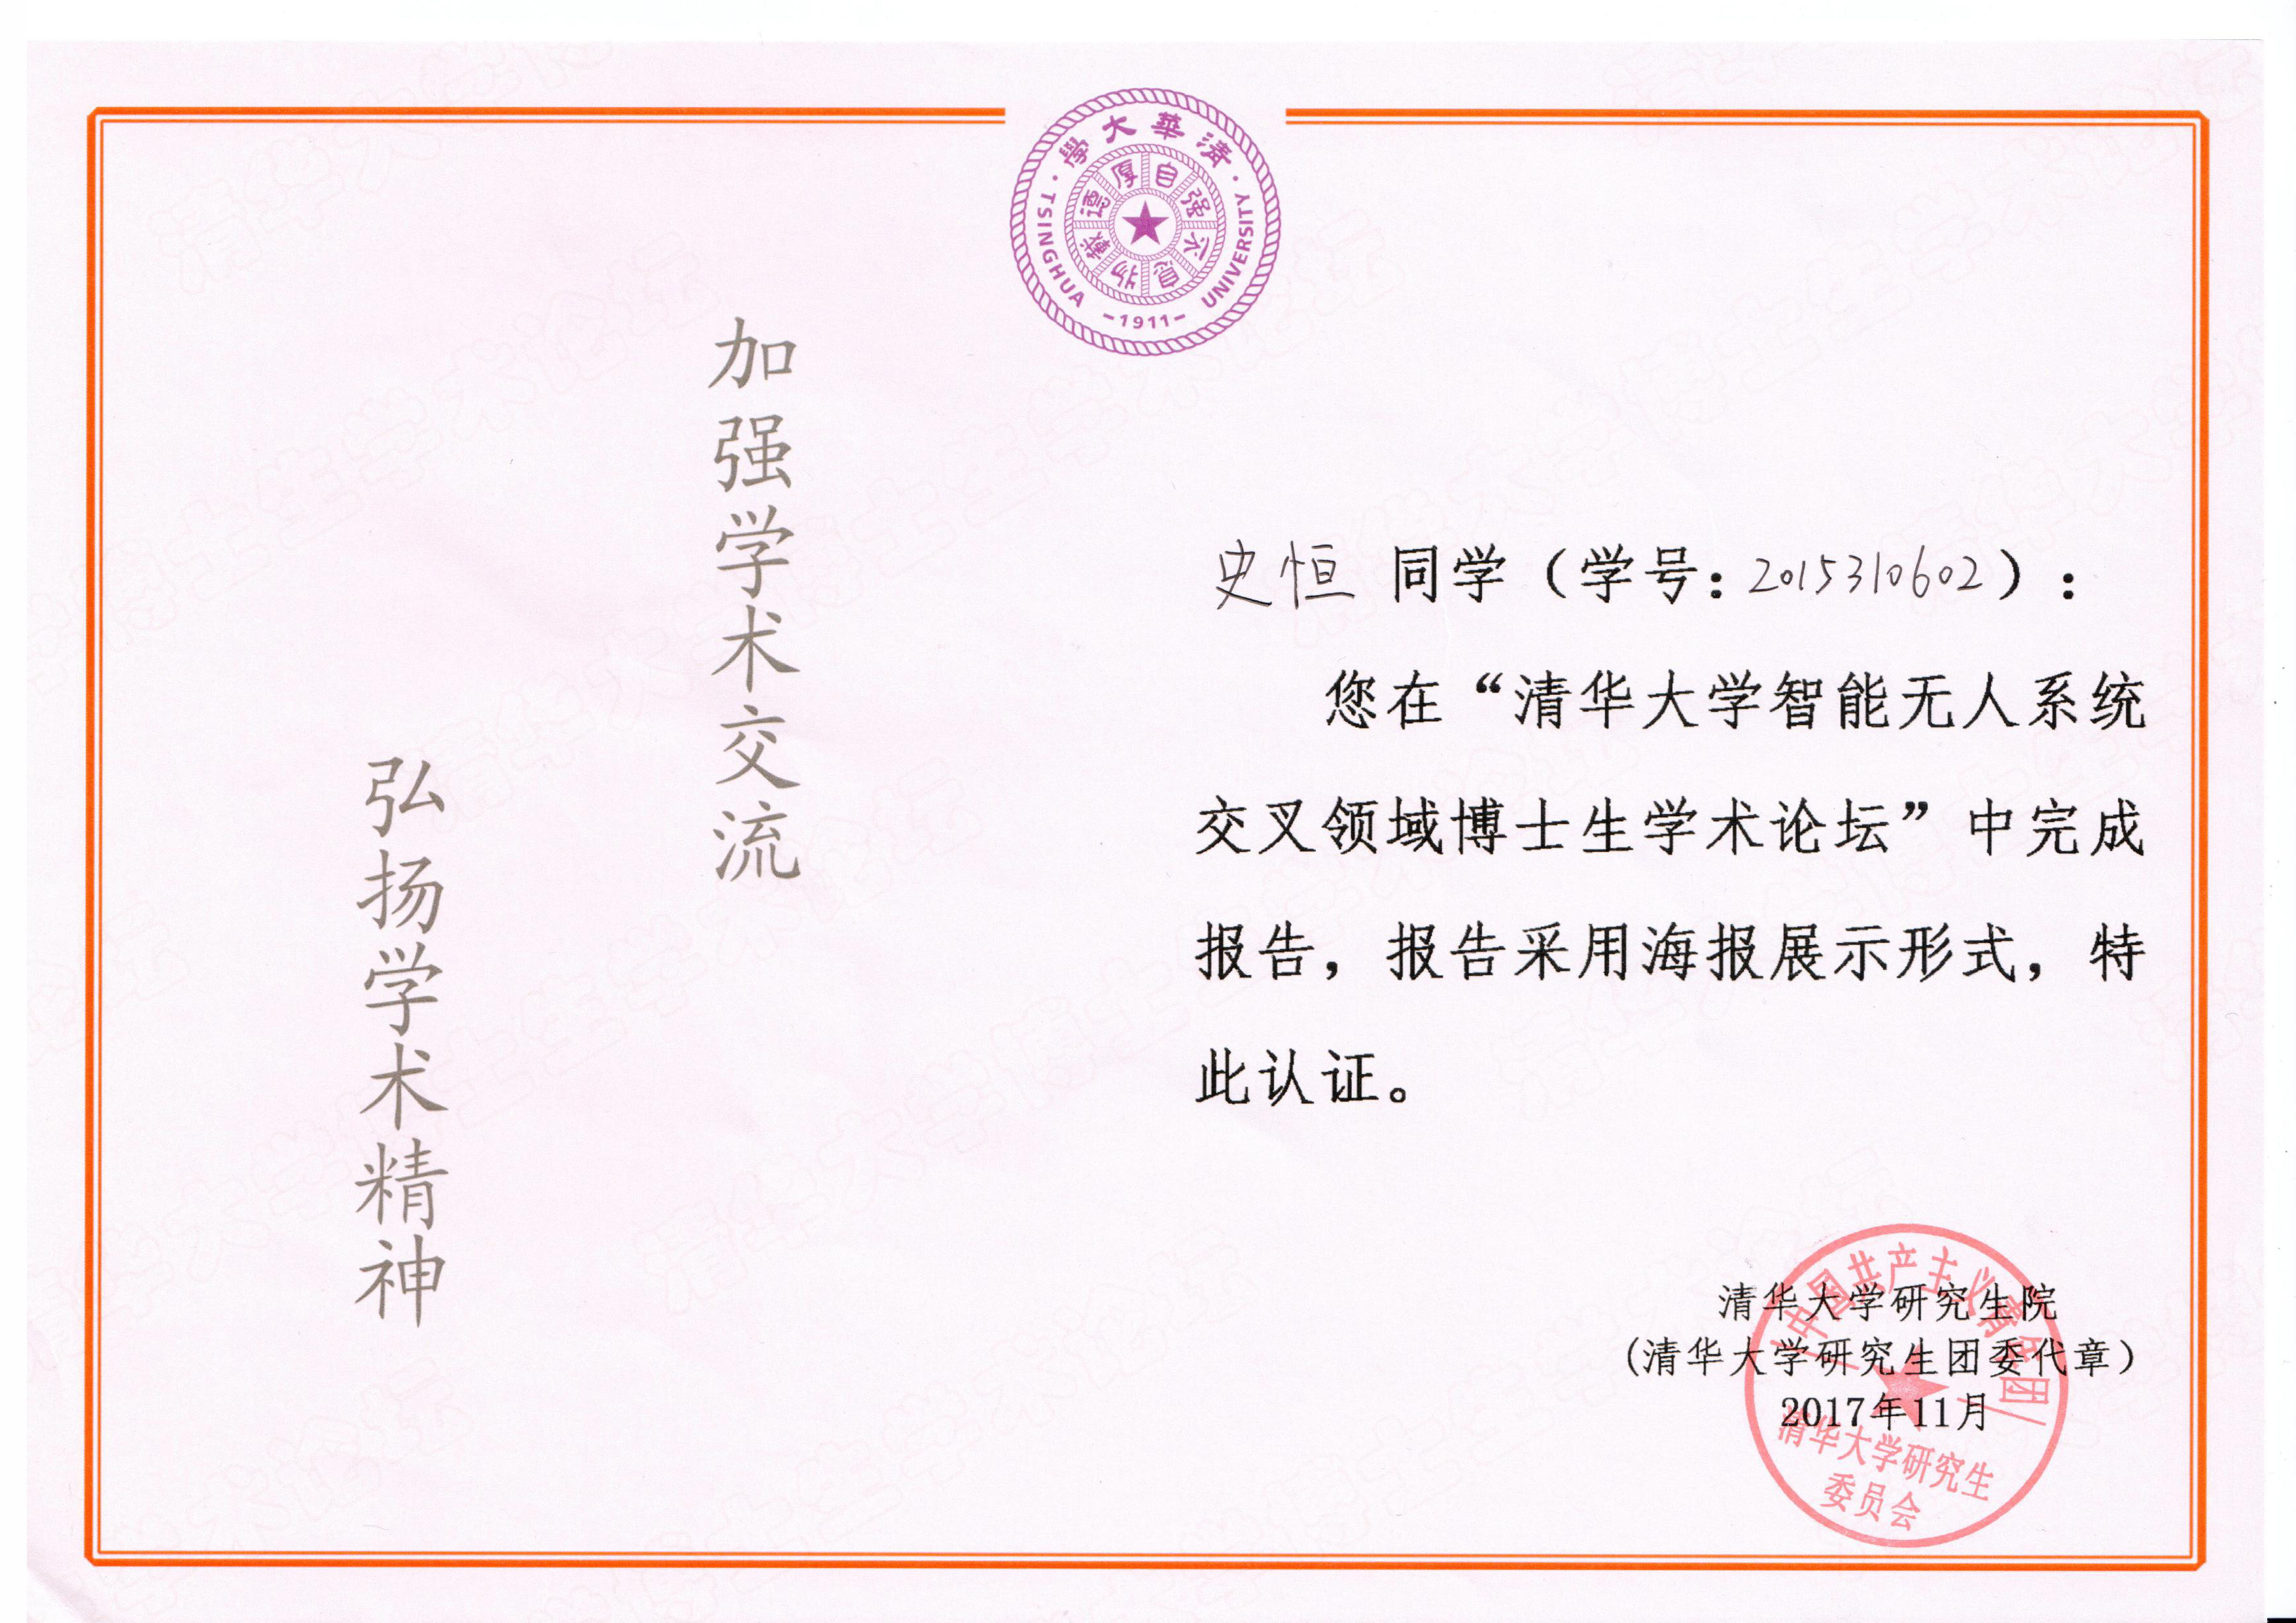 清華大學
TSINGHUA UNIVERSITY
自强不息
厚德載物
-1911-
加强学术交流
弘扬学术精神
史恒 同学（学号：2015310602）：
您在“清华大学智能无人系统
交叉领域博士生学术论坛”中完成
报告，报告采用海报展示形式，特
此认证。
清华大学研究生院
(清华大学研究生团委代章)
2017年11月
中国共产主义青年团
清华大学研究生
委员会